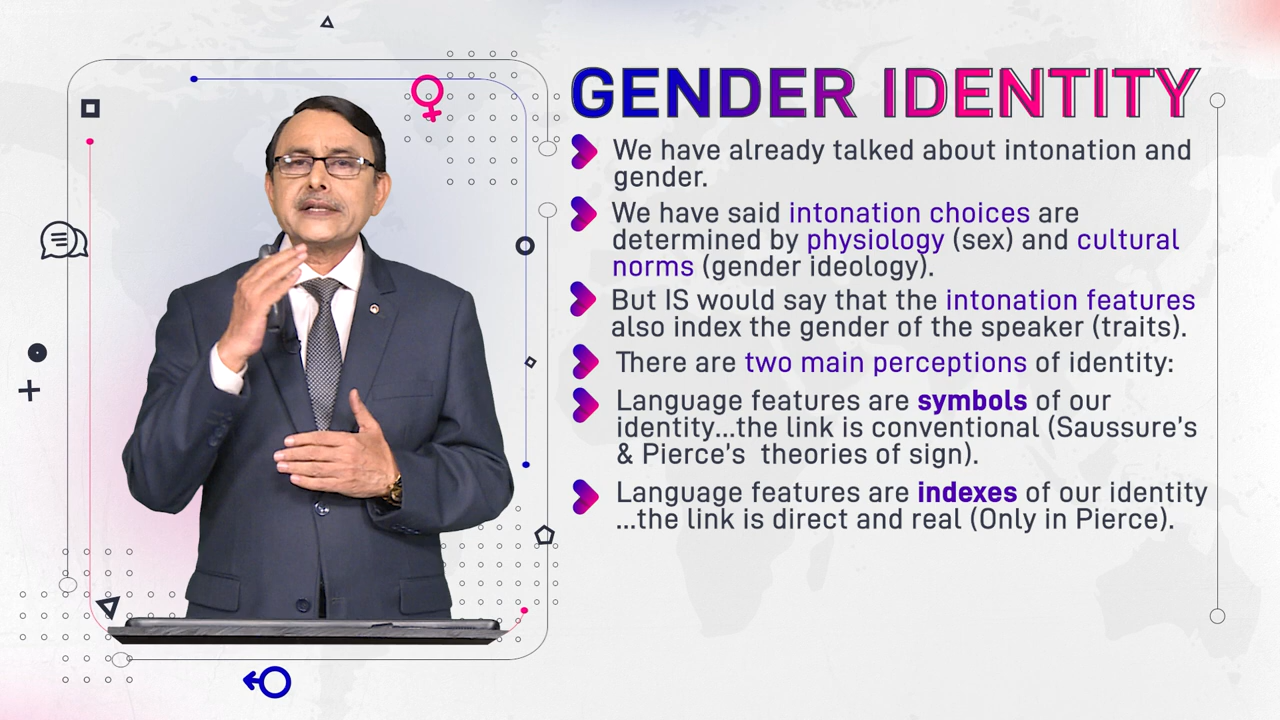 GENDER IDENTITY
We have already talked about intonation and
gender.
We have said intonation choices are
determined by physiology (sex) and cultural
norms (gender ideology).
But IS would say that the intonation features
also index the gender of the speaker (traits).
There are two main perceptions of identity:
Language features are symbols of our
identity...the link is conventional (Saussure's
& Pierce's  theories of sign).
Language features are indexes of our identity
...the link is direct and real (Only in Pierce).